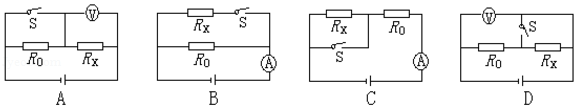 V S R₀ Rₓ
Rₓ S R₀ A
Rₓ R₀ S A
V S R₀ Rₓ
A B C D